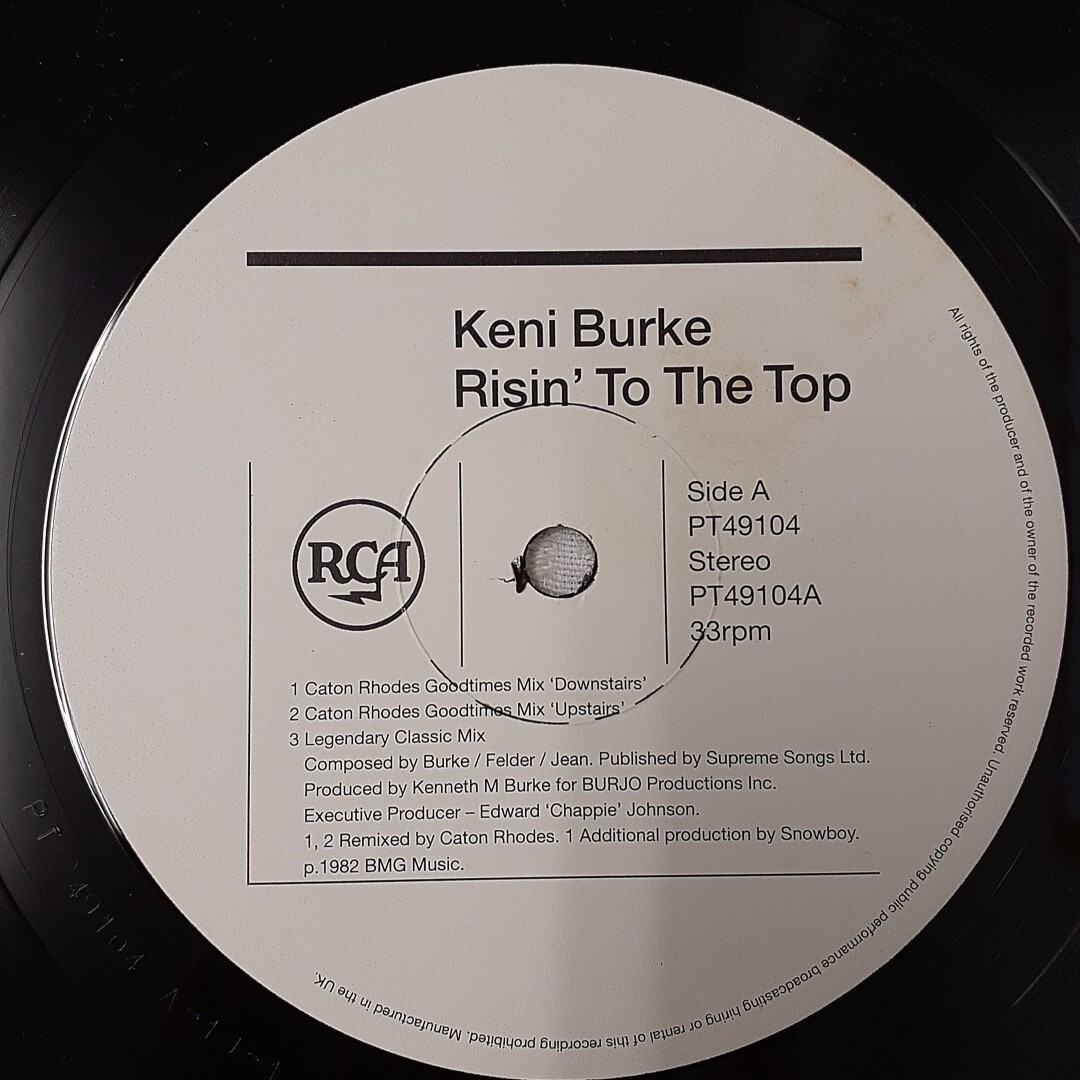 Keni Burke
Risin' To The Top
RCA
Side A
PT49104
Stereo
PT49104A
33rpm
1 Caton Rhodes Goodtimes Mix 'Downstairs'
2 Caton Rhodes Goodtimes Mix 'Upstairs'
3 Legendary Classic Mix
Composed by Burke / Felder / Jean. Published by Supreme Songs Ltd.
Produced by Kenneth M Burke for BURJO Productions Inc.
Executive Producer – Edward 'Chappie' Johnson.
1, 2 Remixed by Caton Rhodes. 1 Additional production by Snowboy.
p.1982 BMG Music.
All rights of the producer and of the owner of the recorded work reserved. Unauthorised copying public performance broadcasting hiring or rental of this recording prohibited. Manufactured in the UK.
PT 49104